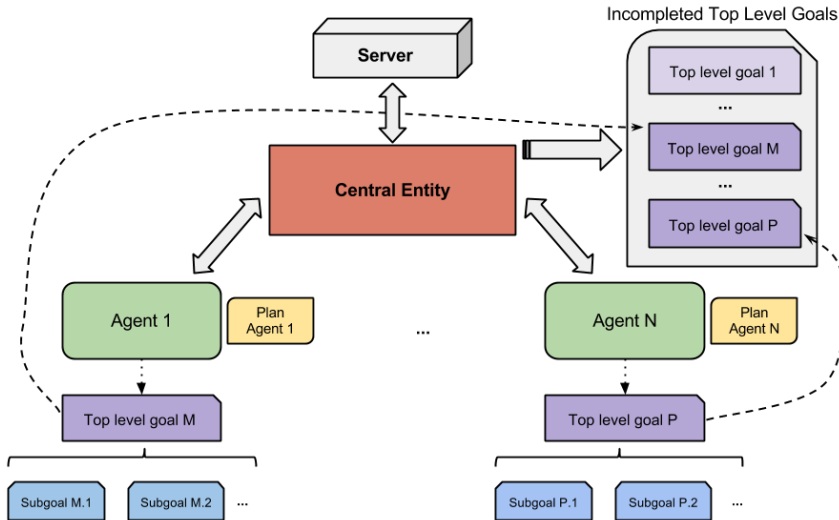 Incompleted Top Level Goals
Server
Top level goal 1
...
Central Entity
Top level goal M
...
Top level goal P
Agent 1
Plan
Agent 1
...
Agent N
Plan
Agent N
Top level goal M
Top level goal P
Subgoal M.1
Subgoal M.2
...
Subgoal P.1
Subgoal P.2
...